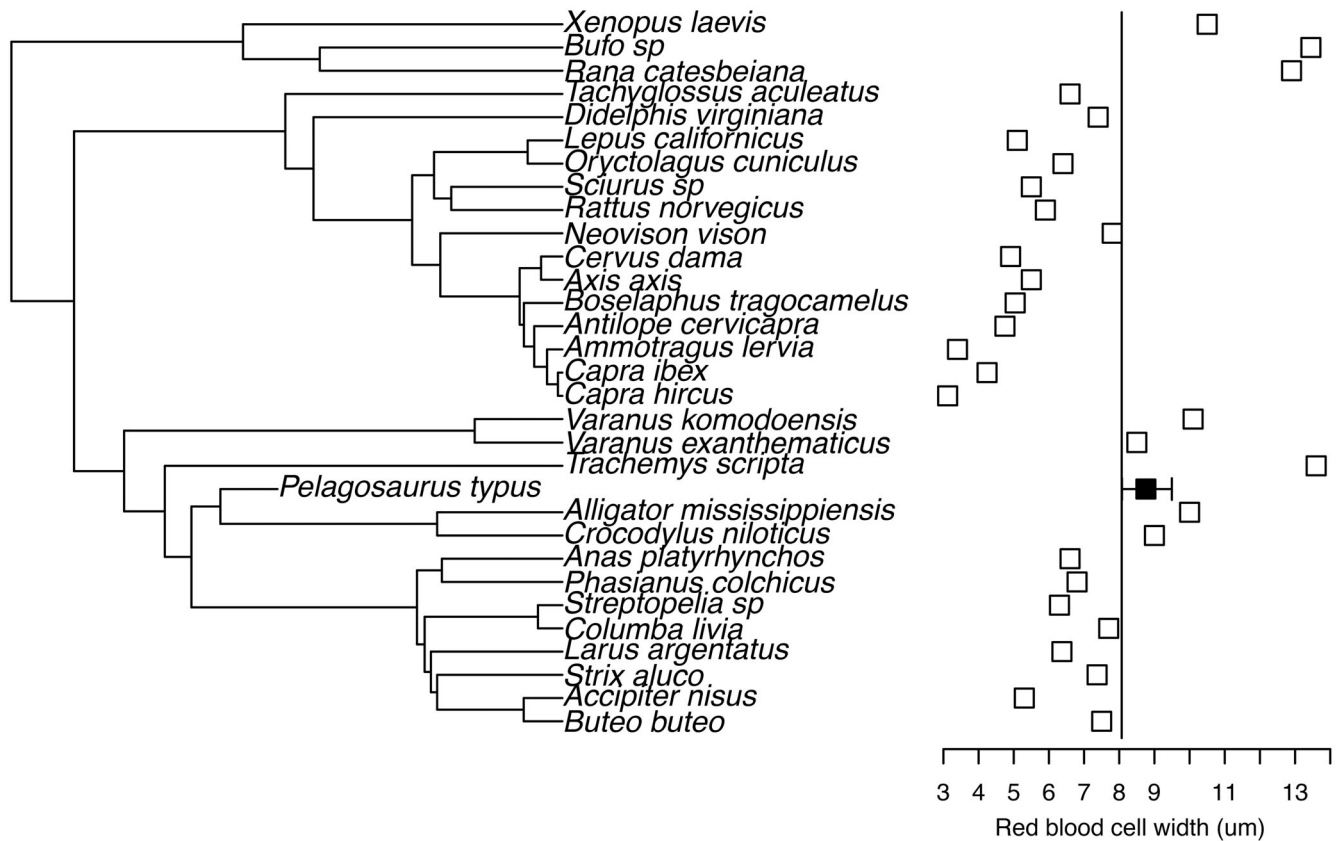 Xenopus laevis
Bufo sp
Rana catesbeiana
Tachyglossus aculeatus
Didelphis virginiana
Lepus californicus
Oryctolagus cuniculus
Sciurus sp
Rattus norvegicus
Neovison vison
Cervus dama
Axis axis
Boselaphus tragocamelus
Antilope cervicapra
Ammotragus lervia
Capra ibex
Capra hircus
Varanus komodoensis
Varanus exanthematicus
Trachemys scripta
Pelagosaurus typus
Alligator mississippiensis
Crocodylus niloticus
Anas platyrhynchos
Phasianus colchicus
Streptopelia sp
Columba livia
Larus argentatus
Strix aluco
Accipiter nisus
Buteo buteo
3 4 5 6 7 8 9 11 13
Red blood cell width (um)